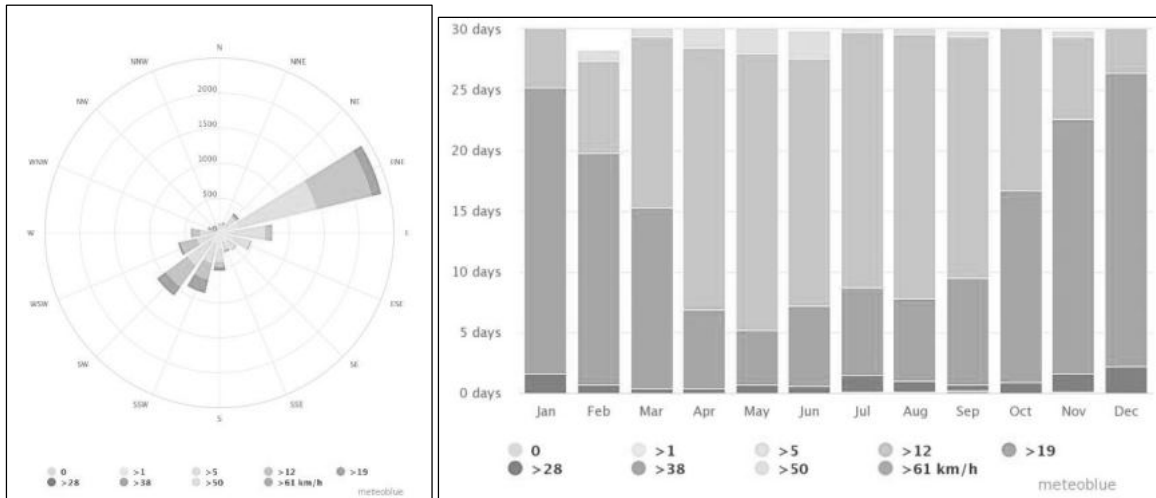 N
NNW NNE
2000
NW NE
1500
1000
WNW ENE
500
W
WSW ESE
SW SE
SSW SSE
S
0 >1 >5 >12 >19
>28 >38 >50 >61 km/h
meteoblue
30 days
25 days
20 days
15 days
10 days
5 days
0 days
Jan Feb Mar Apr May Jun Jul Aug Sep Oct Nov Dec
0 >1 >5 >12 >19
>28 >38 >50 >61 km/h
meteoblue